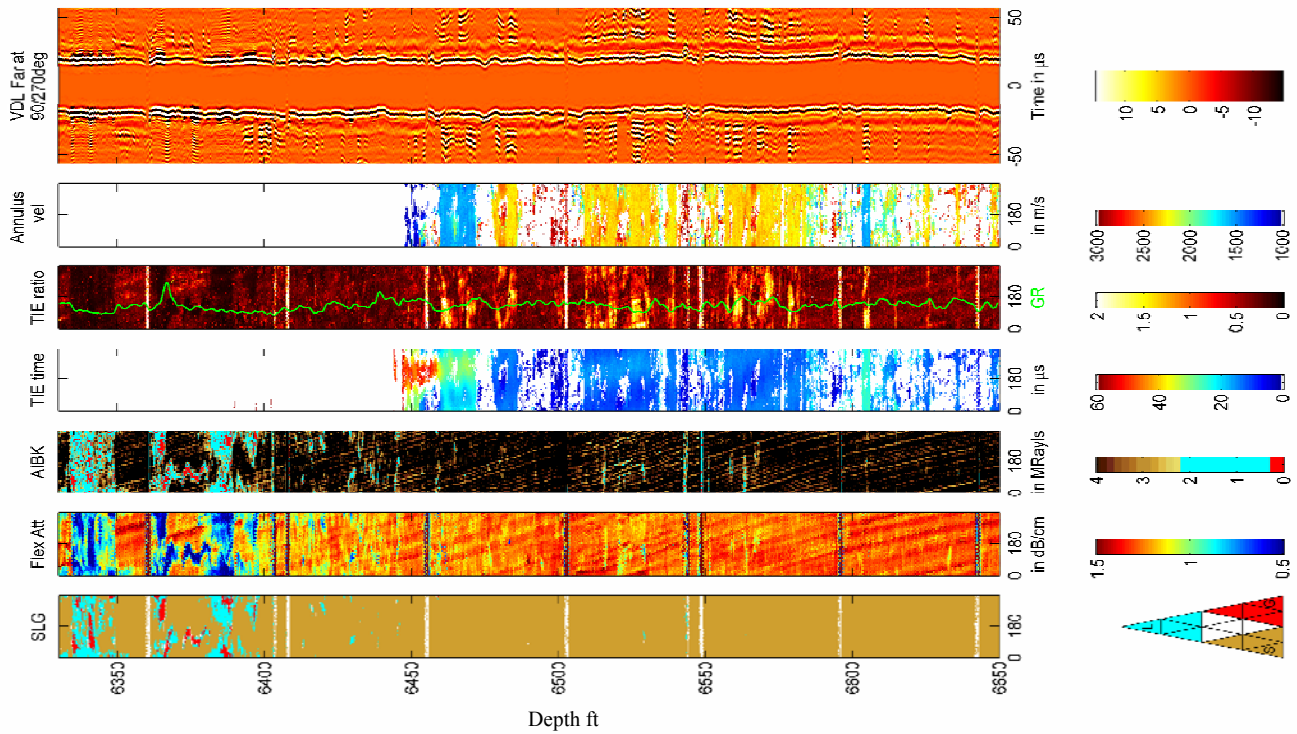 VDL Far at
90/270deg
50
0
-50
Time in µs
10
5
0
-5
-10
Annulus
vel
180
0
in m/s
3000
2500
2000
1500
1000
TIE ratio
180
0
GR
2
1.5
1
0.5
0
TIE time
180
0
in µs
60
40
20
0
AIBK
180
0
in MRayls
4
3
2
1
0
Flex Att
180
0
in dB/cm
1.5
1
0.5
SLG
180
0
L
S
G
6350
6400
6450
6500
6550
6600
6650
Depth ft